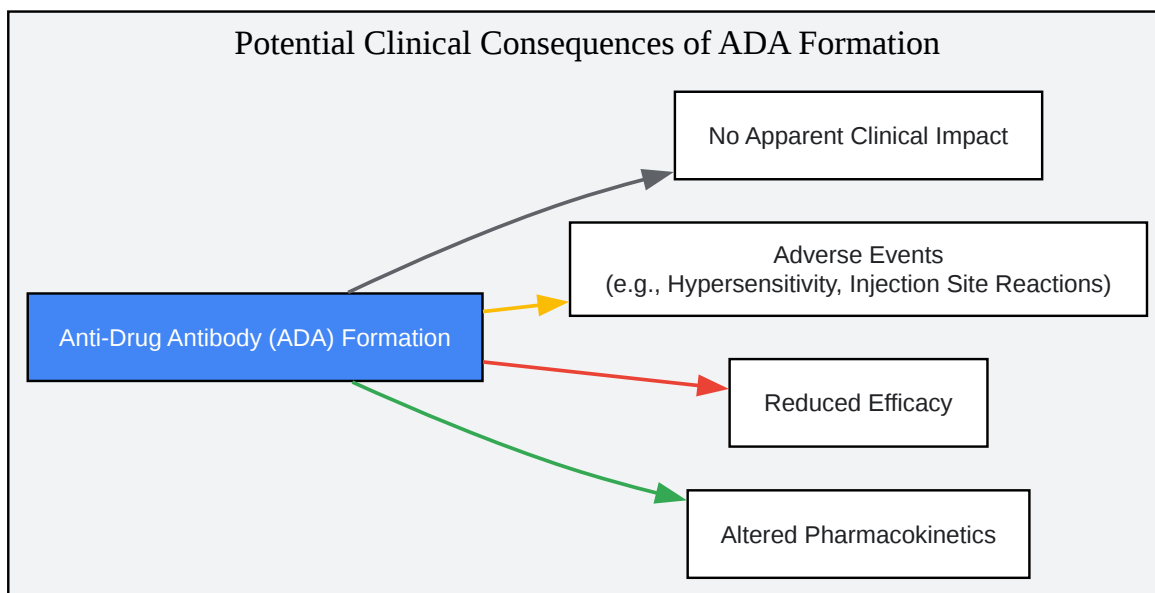 Potential Clinical Consequences of ADA Formation
No Apparent Clinical Impact
Adverse Events
(e.g., Hypersensitivity, Injection Site Reactions)
Anti-Drug Antibody (ADA) Formation
Reduced Efficacy
Altered Pharmacokinetics